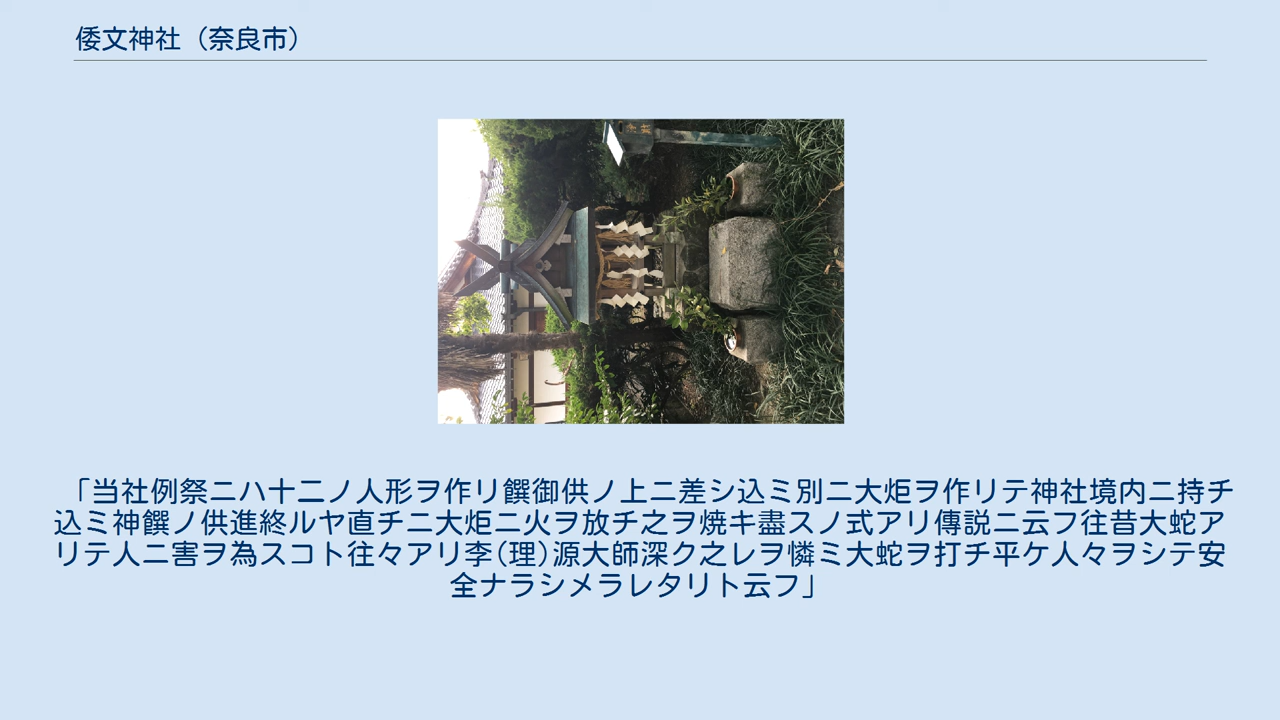 倭文神社（奈良市）
「当社例祭ニハ十二ノ人形ヲ作リ饌御供ノ上ニ差シ込ミ別ニ大炬ヲ作リテ神社境内ニ持チ
込ミ神饌ノ供進終ルヤ直チニ大炬ニ火ヲ放チ之ヲ焼キ盡スノ式アリ傳説ニ云フ往昔大蛇ア
リテ人ニ害ヲ為スコト往々アリ李(理)源大師深ク之レヲ憐ミ大蛇ヲ打チ平ケ人々ヲシテ安
全ナラシメラレタリト云フ」